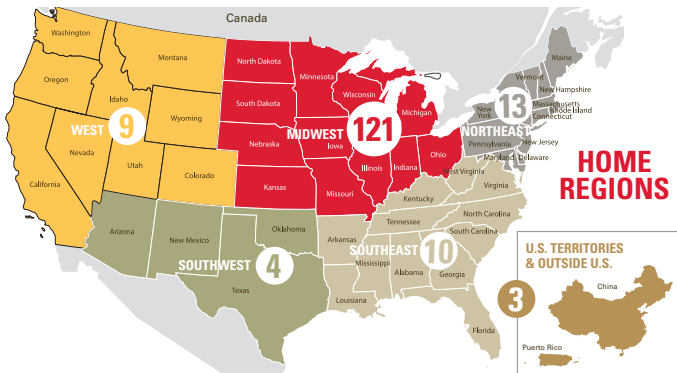 Canada
Washington
Oregon
Idaho
Montana
Wyoming
WEST 9
Nevada
Utah
Colorado
California
North Dakota
South Dakota
Nebraska
Kansas
Minnesota
Wisconsin
Michigan
MIDWEST 121
Iowa
Illinois
Indiana
Ohio
Missouri
Maine
Vermont
New Hampshire
13
New
York
Massachusetts
Rhode Island
Connecticut
NORTHEAST
Pennsylvania
New Jersey
Maryland
Delaware
HOME
REGIONS
West Virginia
Virginia
Kentucky
Tennessee
North Carolina
South Carolina
Arkansas
SOUTHEAST 10
Mississippi
Alabama
Georgia
Louisiana
Florida
Arizona
New Mexico
Oklahoma
SOUTHWEST 4
Texas
U.S. TERRITORIES
& OUTSIDE U.S.
3
China
Puerto Rico